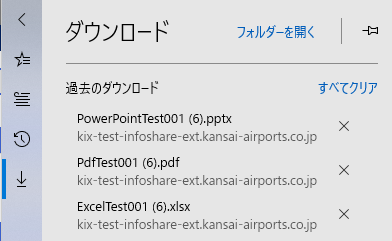 ダウンロード
フォルダーを開く
過去のダウンロード
すべてクリア
PowerPointTest001 (6).pptx
kix-test-infoshare-ext.kansai-airports.co.jp
PdfTest001 (6).pdf
kix-test-infoshare-ext.kansai-airports.co.jp
ExcelTest001 (6).xlsx
kix-test-infoshare-ext.kansai-airports.co.jp